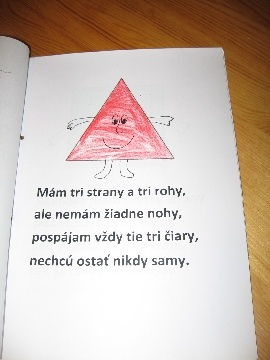 Mám tri strany a tri rohy,
ale nemám žiadne nohy,
pospájam vždy tie tri čiary,
nechcú ostať nikdy samy.